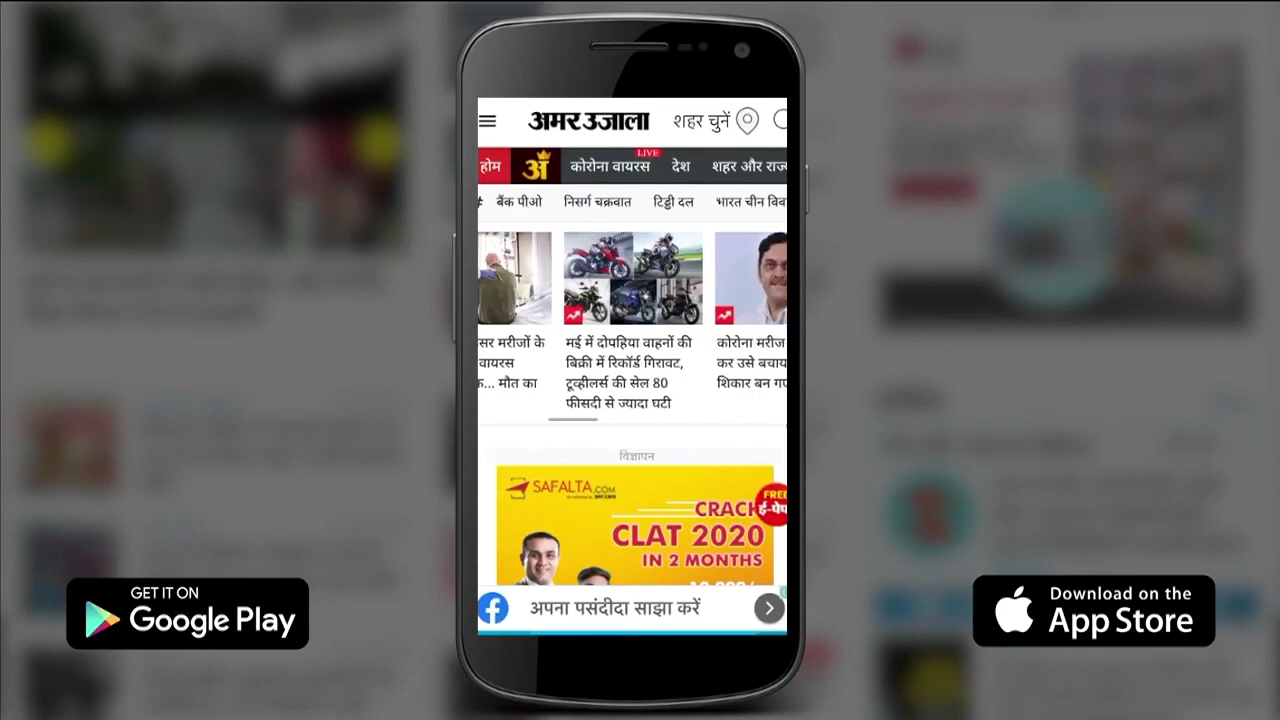 अमर उजाला
शहर चुनें
LIVE
होम
अ
कोरोना वायरस
देश
शहर और राज्
# बैंक पीओ
निसर्ग चक्रवात
टिड्डी दल
भारत चीन विवा
सर मरीजों के
वायरस
क... मौत का
मई में दोपहिया वाहनों की
बिक्री में रिकॉर्ड गिरावट,
टूव्हीलर्स की सेल 80
फीसदी से ज्यादा घटी
कोरोना मरीज
कर उसे बचाय
शिकार बन गए
विज्ञापन
SAFALTA.COM
CRACK
CLAT 2020
IN 2 MONTHS
FREE
ई-पेप
अपना पसंदीदा साझा करें
GET IT ON
Google Play
Download on the
App Store